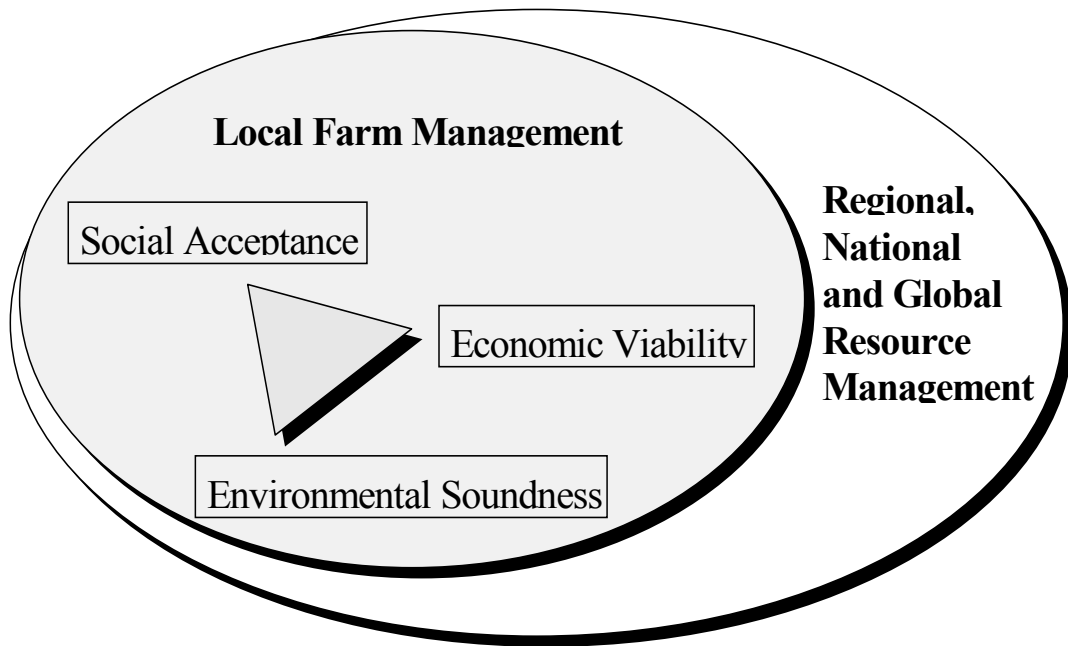 Local Farm Management
Social Acceptance
Economic Viability
Environmental Soundness
Regional,
National
and Global
Resource
Management